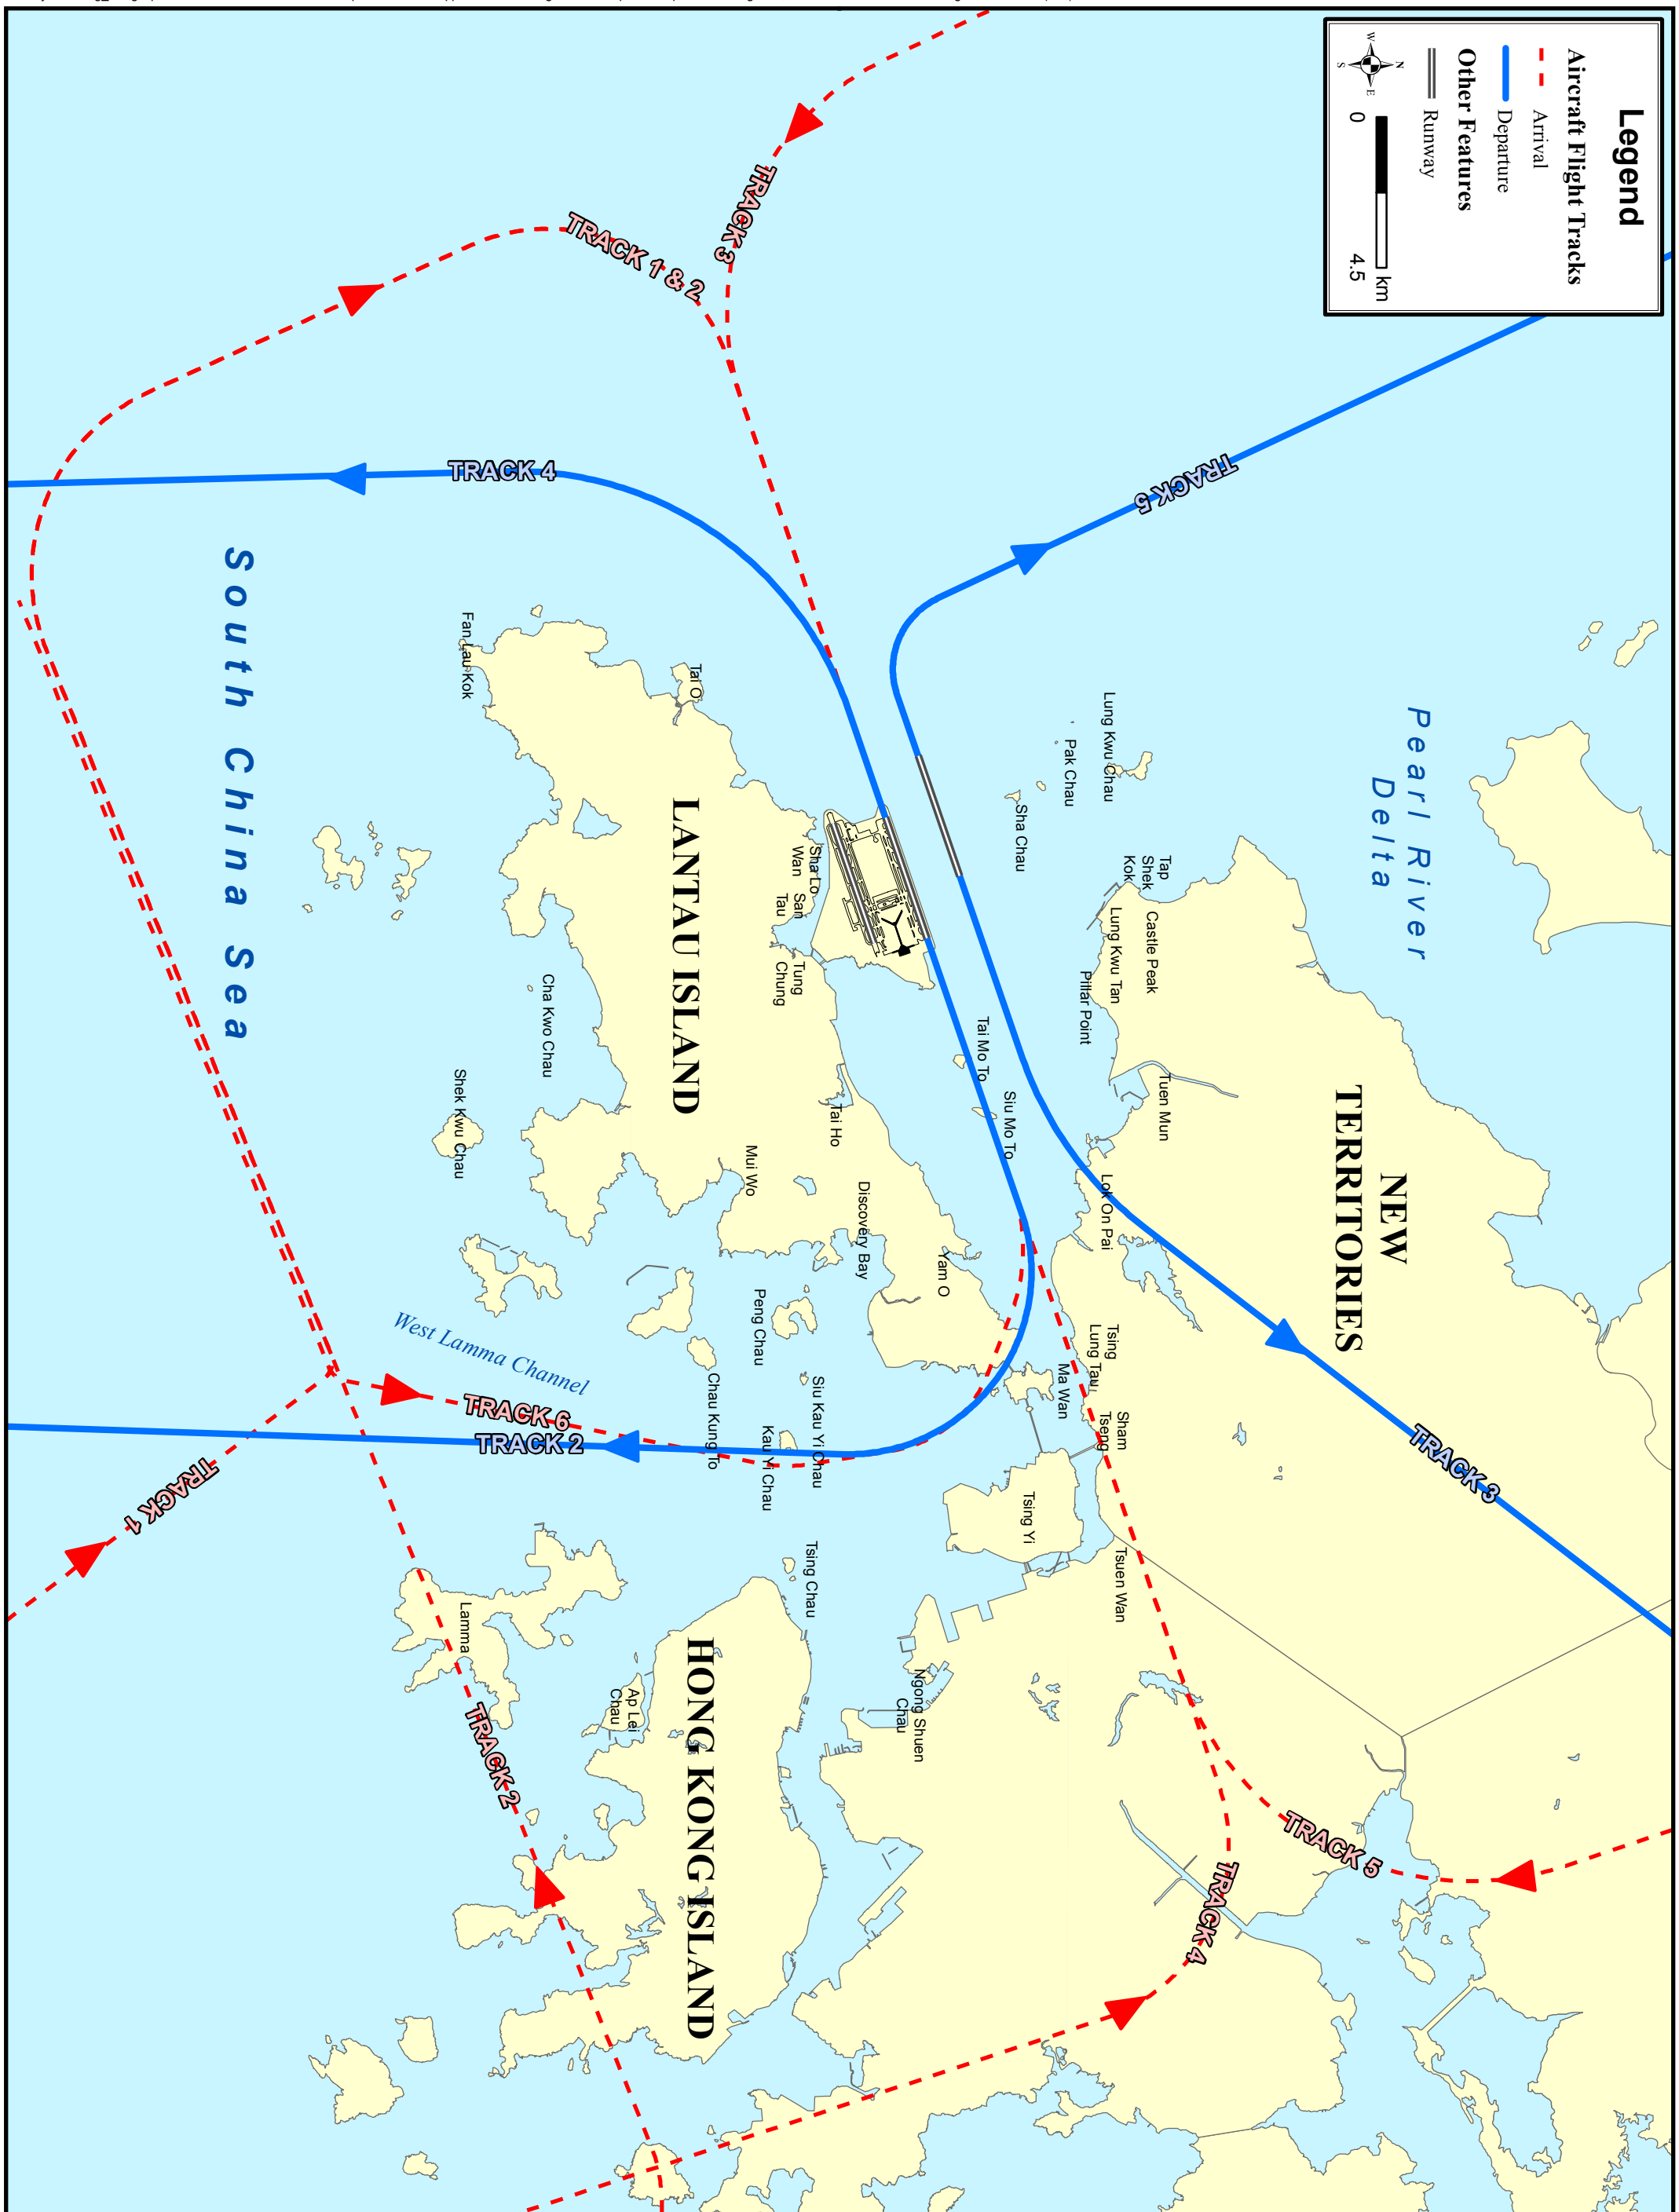 Legend
Aircraft Flight Tracks
Arrival
Departure
Other Features
Runway
N
W
E
S
0
4.5
km
TRACK 3
TRACK 1 & 2
TRACK 4
TRACK 5
Pearl River
Delta
NEW
TERRITORIES
Lung Kwu Chau
Pak Chau
Sha Chau
Tap
Shek
Kok
Castle Peak
Lung Kwu Tan
Pillar Point
Tuen Mun
Lok On Pai
Tai Mo To
Siu Mo To
Tsing
Lung Tau
Sham
Tseng
Ma Wan
Tsing Yi
Tsuen Wan
TRACK 3
TRACK 5
TRACK 4
Fan Lau Kok
Tai O
Sha Lo
Wan
San
Tau
Tung
Chung
LANTAU ISLAND
Tai Ho
Discovery Bay
Yam O
Mui Wo
Peng Chau
Siu Kau Yi Chau
Kau Yi Chau
Chau Kung To
Tsing Chau
Ngong Shuen
Chau
HONG KONG ISLAND
Ap Lei
Chau
Lamma
Cha Kwo Chau
Shek Kwu Chau
West Lamma Channel
TRACK 6
TRACK 2
TRACK 2
TRACK 1
South China Sea